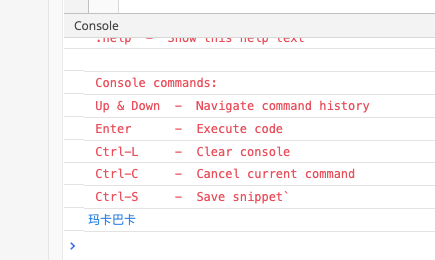 Console
.help  –  Show this help text
Console commands:
Up & Down  –  Navigate command history
Enter      –  Execute code
Ctrl-L     –  Clear console
Ctrl-C     –  Cancel current command
Ctrl-S     –  Save snippet`
玛卡巴卡
>